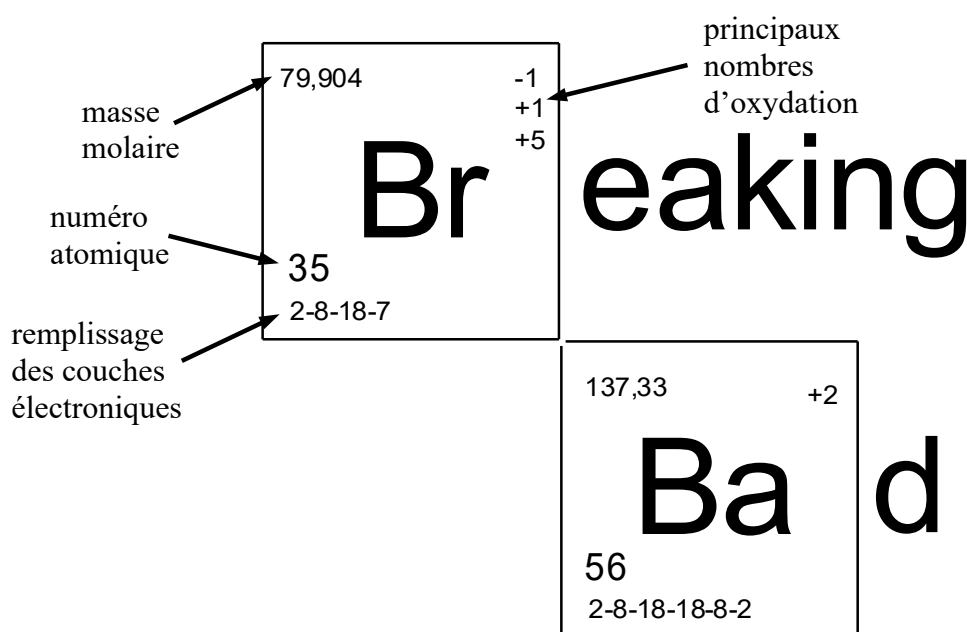 principaux
nombres
d’oxydation
79,904
-1
+1
+5
masse
molaire
Br eaking
numéro
atomique
35
2-8-18-7
remplissage
des couches
électroniques
137,33
+2
Ba d
56
2-8-18-18-8-2